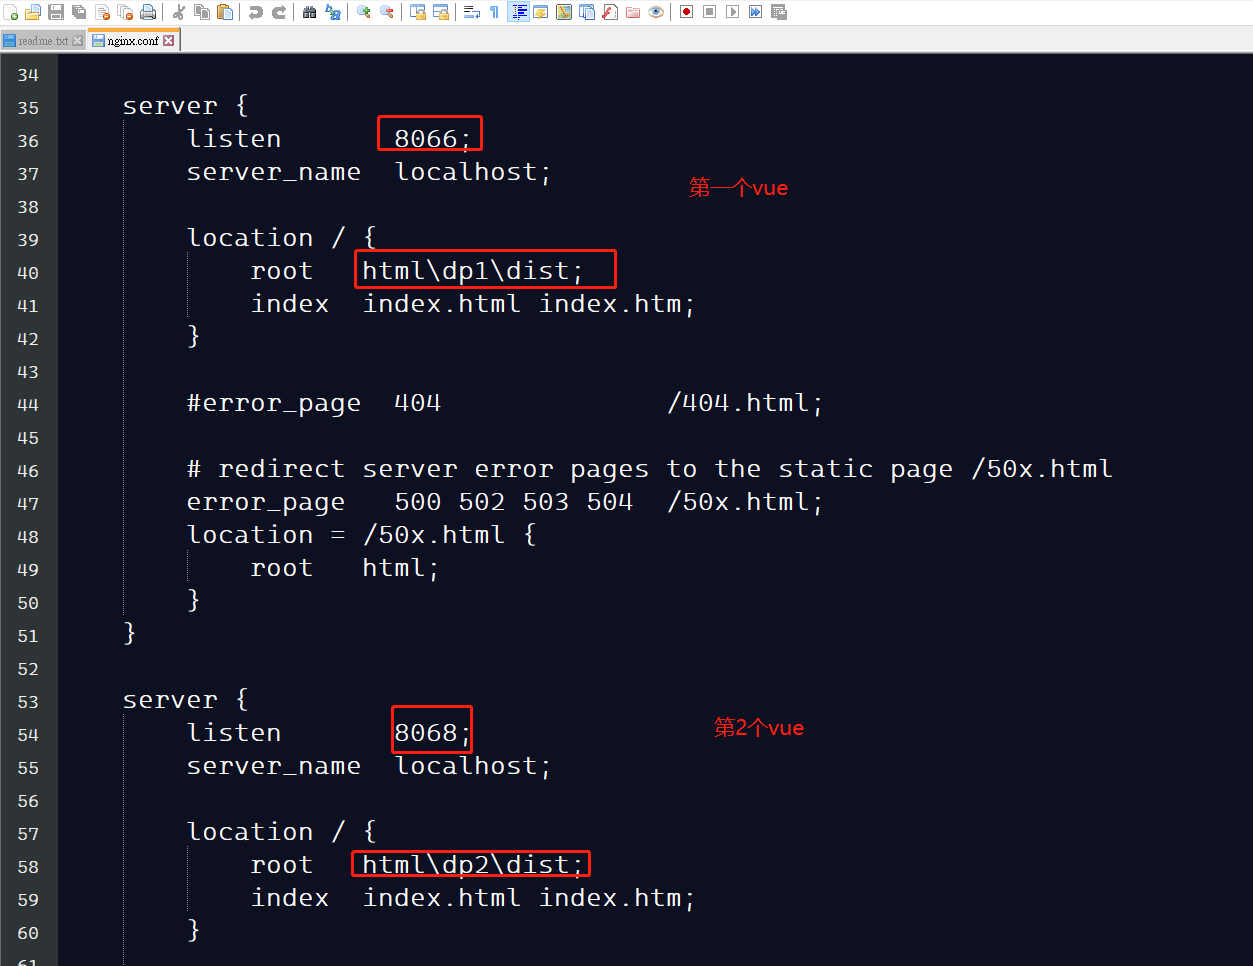 readme.txt nginx.conf
34
35 server {
36 listen 8066;
37 server_name localhost;
第一个vue
38
39 location / {
40 root html\dp1\dist;
41 index index.html index.htm;
42 }
43
44 #error_page 404 /404.html;
45
46 # redirect server error pages to the static page /50x.html
47 error_page 500 502 503 504 /50x.html;
48 location = /50x.html {
49 root html;
50 }
51 }
52
53 server {
54 listen 8068;
第2个vue
55 server_name localhost;
56
57 location / {
58 root html\dp2\dist;
59 index index.html index.htm;
60 }
61